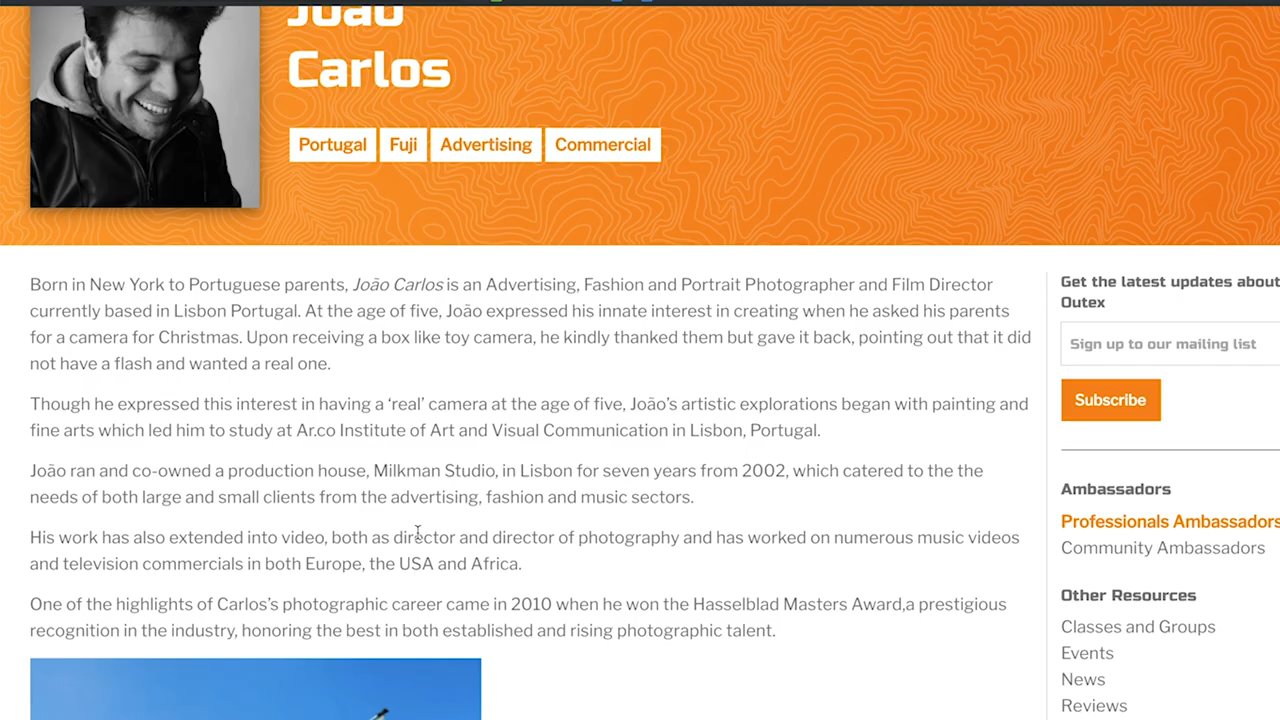 João
Carlos
Portugal Fuji Advertising Commercial
Born in New York to Portuguese parents, João Carlos is an Advertising, Fashion and Portrait Photographer and Film Director
currently based in Lisbon Portugal. At the age of five, João expressed his innate interest in creating when he asked his parents
for a camera for Christmas. Upon receiving a box like toy camera, he kindly thanked them but gave it back, pointing out that it did
not have a flash and wanted a real one.
Though he expressed this interest in having a ‘real’ camera at the age of five, João’s artistic explorations began with painting and
fine arts which led him to study at Ar.co Institute of Art and Visual Communication in Lisbon, Portugal.
João ran and co-owned a production house, Milkman Studio, in Lisbon for seven years from 2002, which catered to the the
needs of both large and small clients from the advertising, fashion and music sectors.
His work has also extended into video, both as director and director of photography and has worked on numerous music videos
and television commercials in both Europe, the USA and Africa.
One of the highlights of Carlos’s photographic career came in 2010 when he won the Hasselblad Masters Award,a prestigious
recognition in the industry, honoring the best in both established and rising photographic talent.
Get the latest updates about
Outex
Sign up to our mailing list
Subscribe
Ambassadors
Professionals Ambassadors
Community Ambassadors
Other Resources
Classes and Groups
Events
News
Reviews